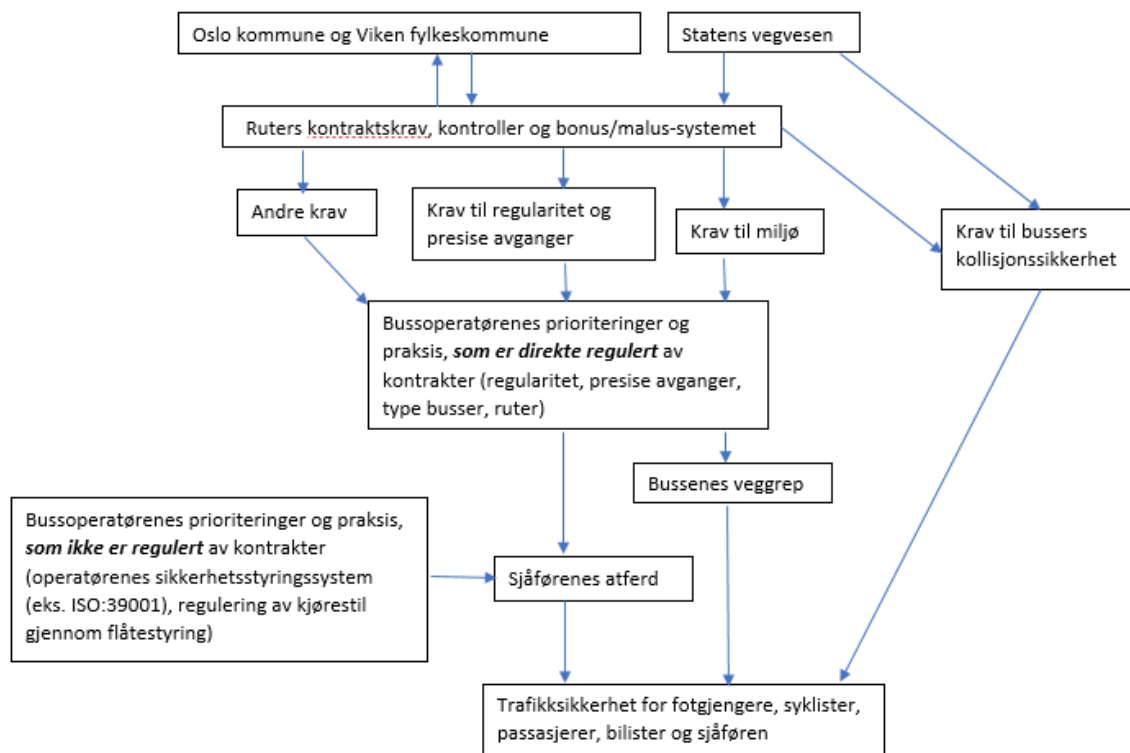 Oslo kommune og Viken fylkeskommune
Statens vegvesen
Ruters kontraktskrav, kontroller og bonus/malus-systemet
Andre krav
Krav til regularitet og
presise avganger
Krav til miljø
Krav til bussers
kollisjonssikkerhet
Bussoperatørenes prioriteringer og
praksis, som er direkte regulert av
kontrakter (regularitet, presise avganger,
type busser, ruter)
Bussenes veggrep
Bussoperatørenes prioriteringer og praksis,
som ikke er regulert av kontrakter
(operatørenes sikkerhetsstyringssystem
(eks. ISO:39001), regulering av kjørestil
gjennom flåtestyring)
Sjåførenes atferd
Trafikksikkerhet for fotgjengere, syklister,
passasjerer, bilister og sjåføren